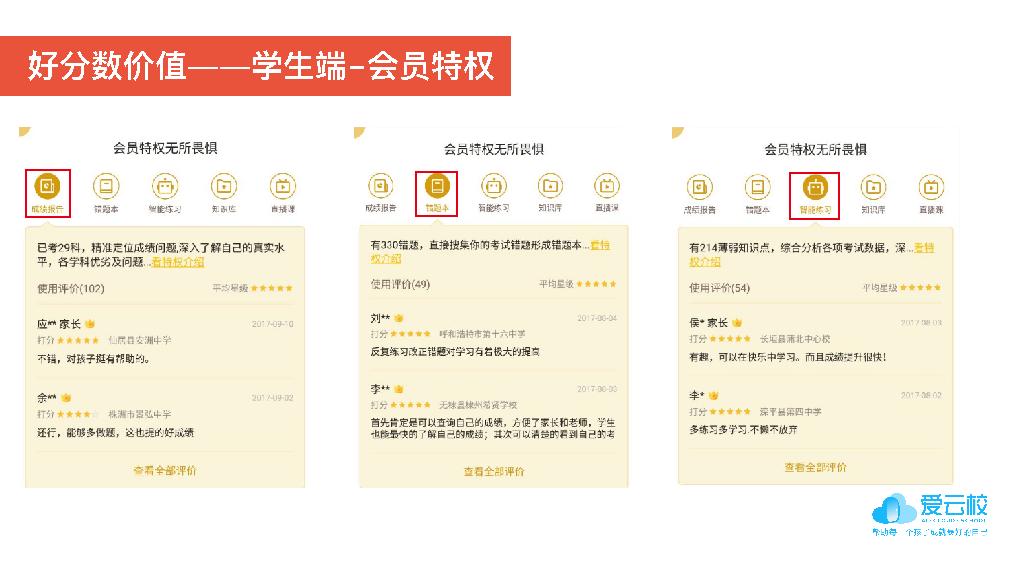 好分数价值——学生端-会员特权
会员特权无所畏惧
成绩报告 错题本 智能练习 知识库 直播课
已考29科，精准定位成绩问题,深入了解自己的真实水
平，各学科优劣及问题...看特权介绍
使用评价(102) 平均星级
应** 家长 2017-09-10
打分 仙居县安洲中学
不错，对孩子挺有帮助的。
余** 2017-09-02
打分 株洲市景弘中学
还行，能够多做题，这也提的好成绩
查看全部评价
会员特权无所畏惧
成绩报告 错题本 智能练习 知识库 直播课
有330错题，直接搜集你的考试错题形成错题本...看特
权介绍
使用评价(49) 平均星级
刘** 2017-08-04
打分 呼和浩特市第十六中学
反复练习改正错题对学习有着极大的提高
李** 2017-08-03
打分 无棣县棣州希贤学校
首先肯定是可以查询自己的成绩，方便了家长和老师，学生
也能最快的了解自己的成绩；其次可以清楚的看到自己的考
查看全部评价
会员特权无所畏惧
成绩报告 错题本 智能练习 知识库 直播课
有214薄弱知识点，综合分析各项考试数据，深...看特
权介绍
使用评价(54) 平均星级
侯* 家长 2017-08-03
打分 长垣县蒲北中心校
有趣，可以在快乐中学习。而且成绩提升很快！
李* 2017-08-02
打分 深平县第四中学
多练习多学习.不懈不放弃
查看全部评价
爱云校
帮助每一个孩子成就最好的自己